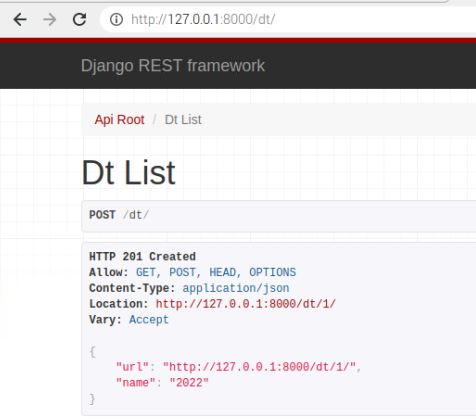 http://127.0.0.1:8000/dt/
Django REST framework
Api Root / Dt List
Dt List
POST /dt/
HTTP 201 Created
Allow: GET, POST, HEAD, OPTIONS
Content-Type: application/json
Location: http://127.0.0.1:8000/dt/1/
Vary: Accept
{
"url": "http://127.0.0.1:8000/dt/1/",
"name": "2022"
}